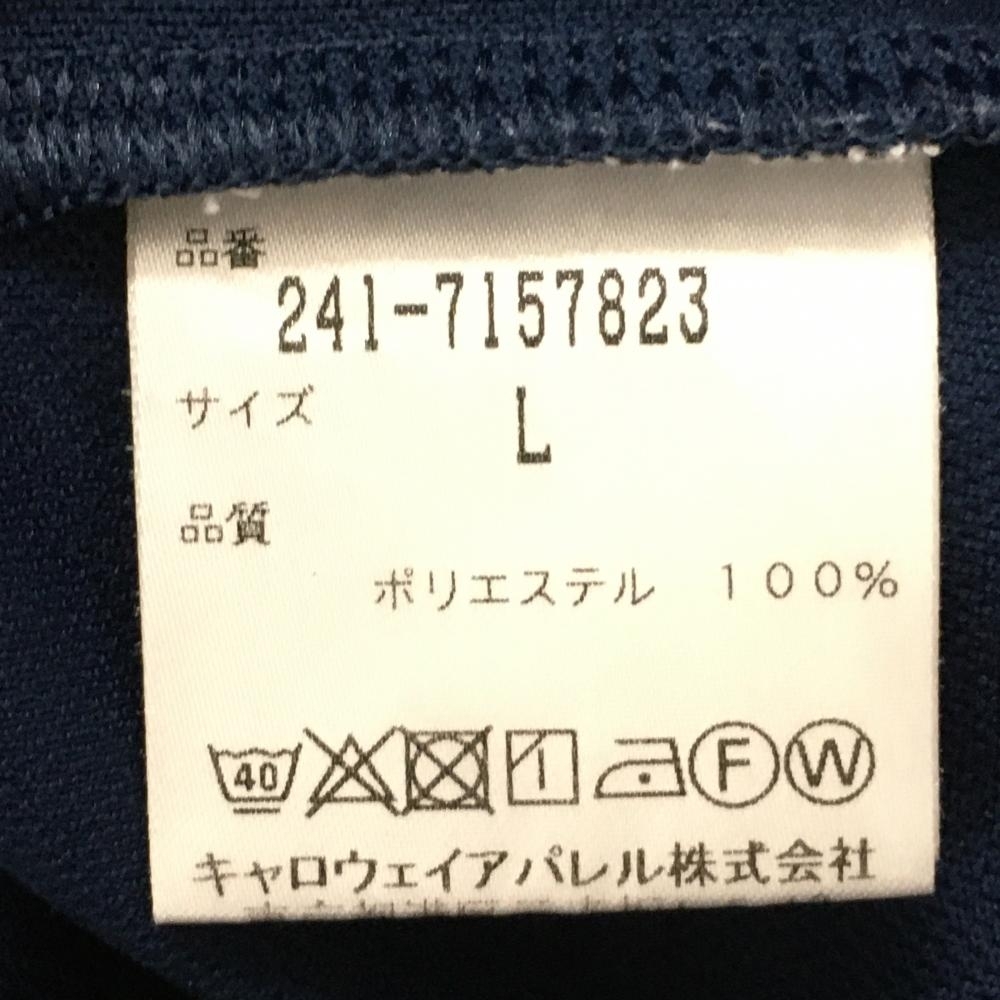 品番
241-7157823
サイズ L
品質
ポリエステル 100%
40 F W
キャロウェイアパレル株式会社